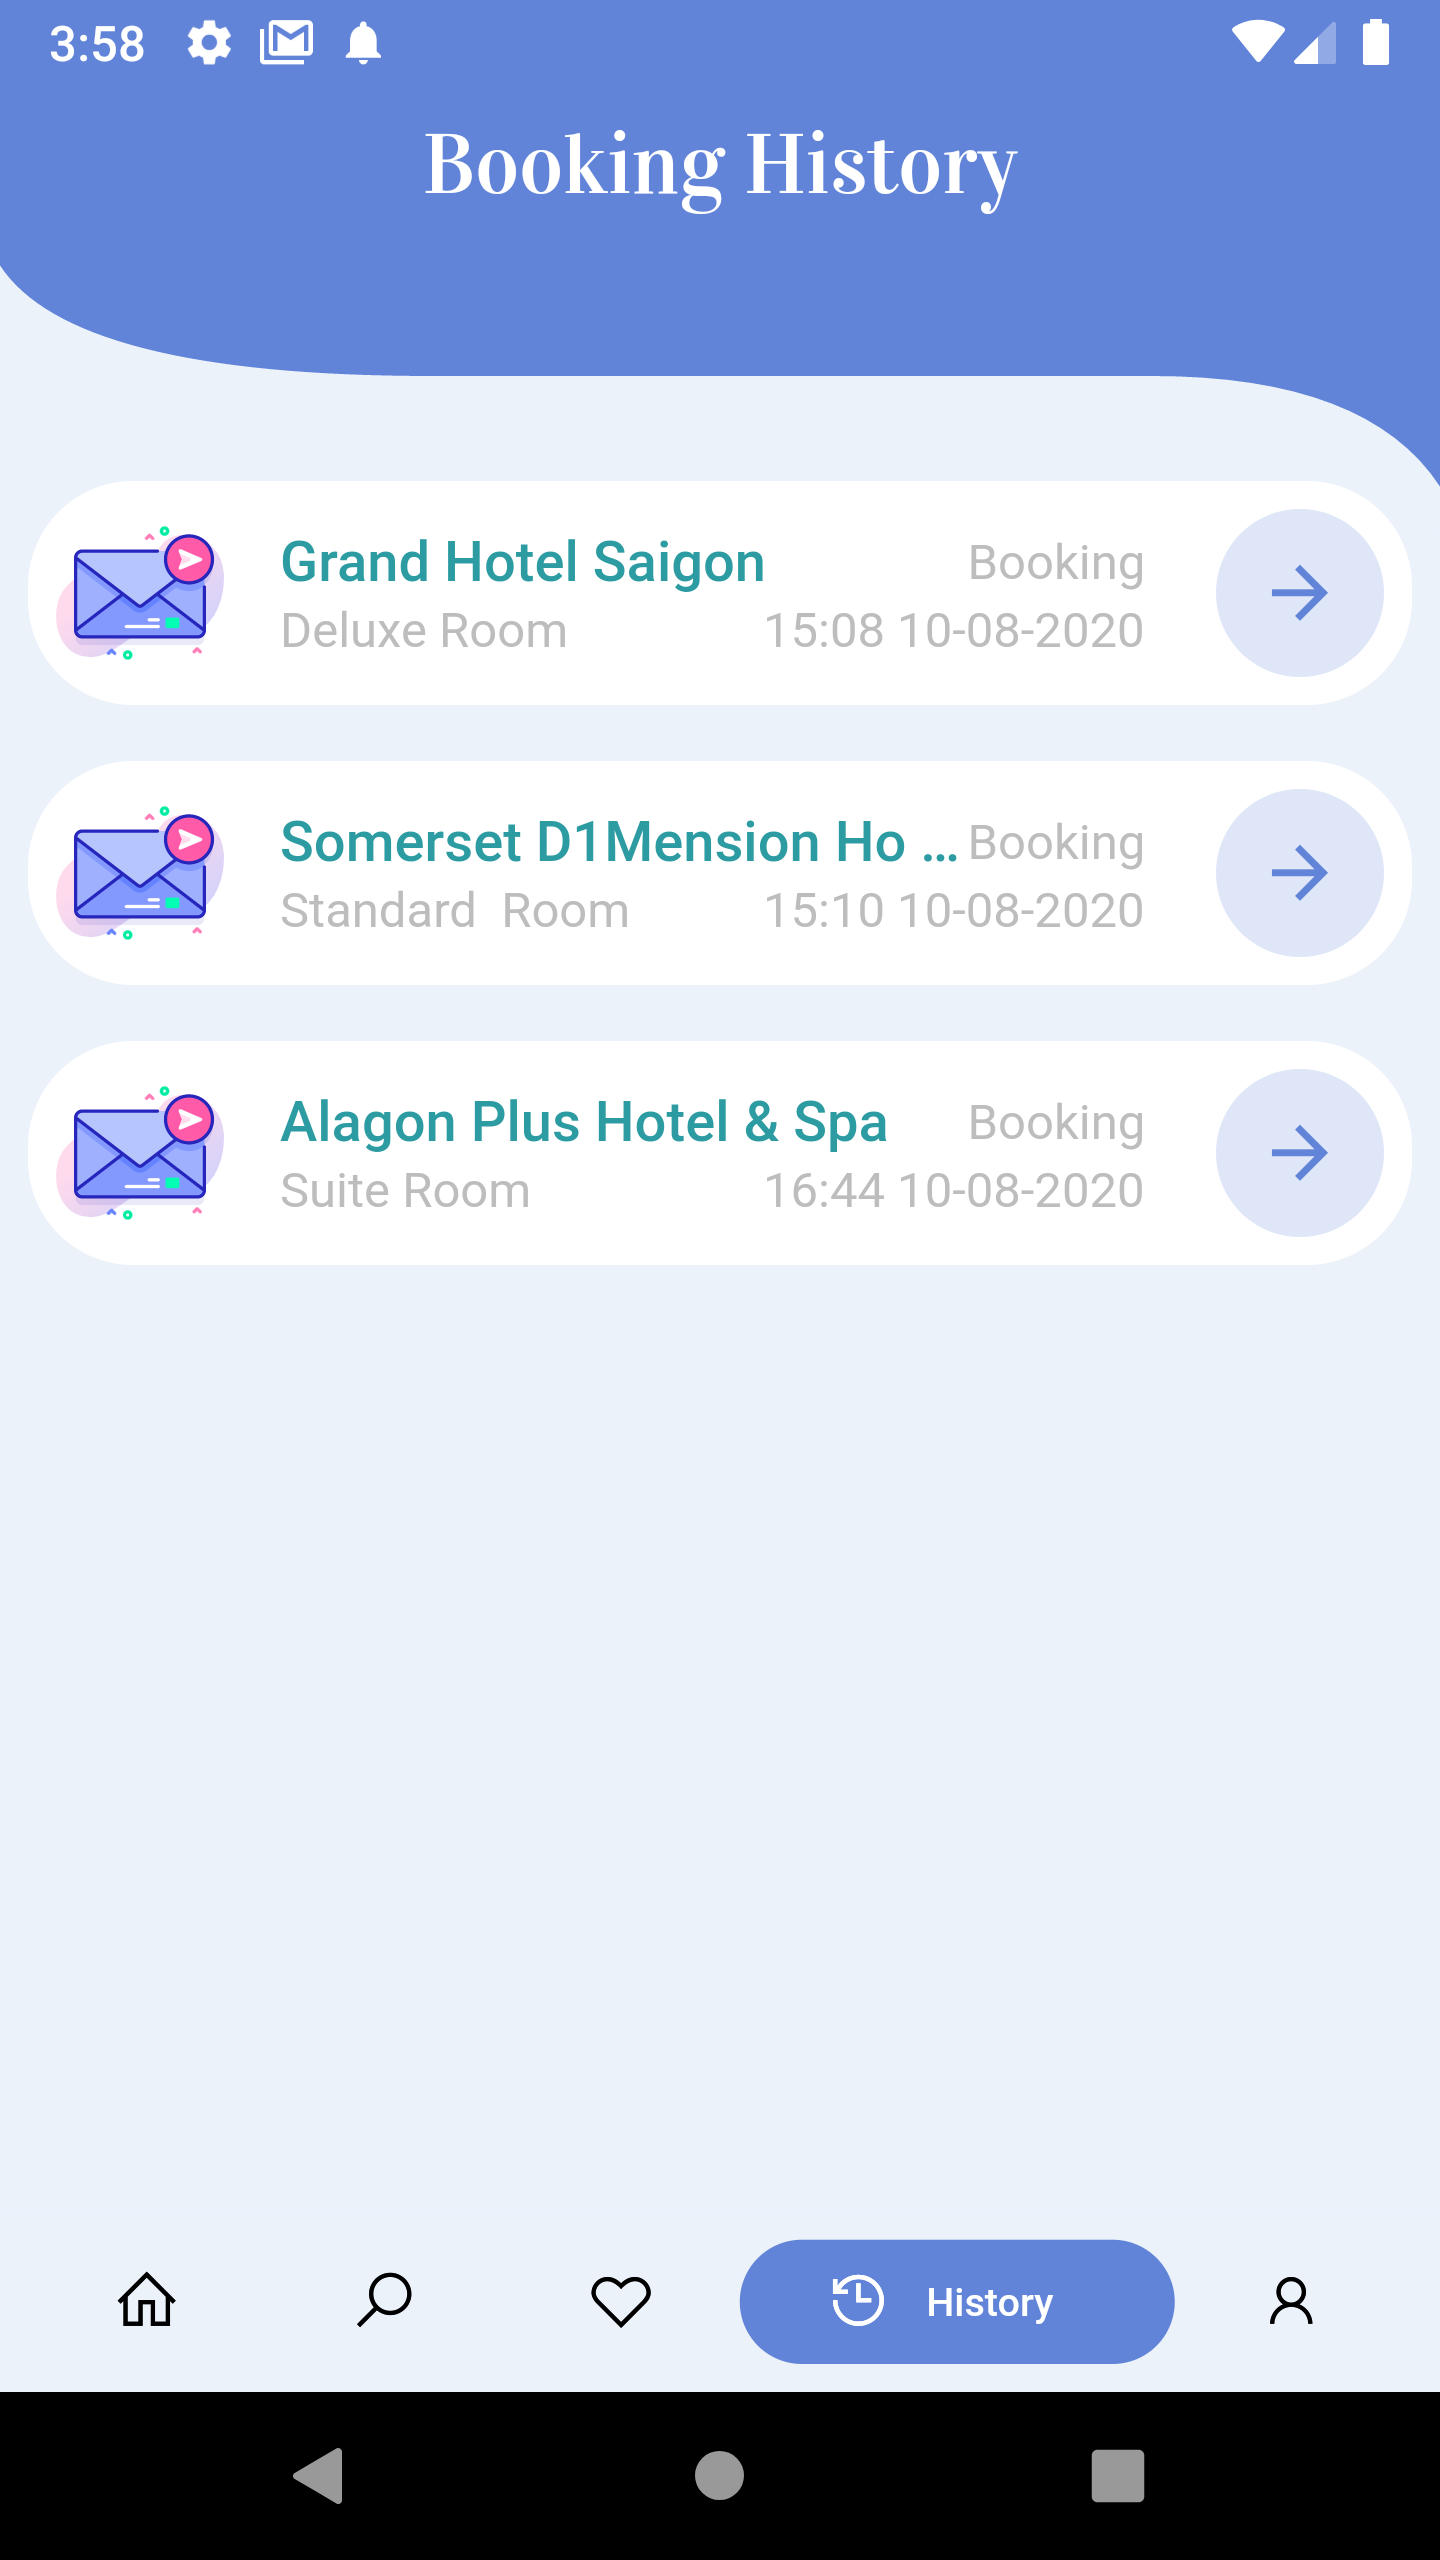 3:58
Booking History
Grand Hotel Saigon Booking
Deluxe Room 15:08 10-08-2020
Somerset D1Mension Ho ... Booking
Standard  Room 15:10 10-08-2020
Alagon Plus Hotel & Spa Booking
Suite Room 16:44 10-08-2020
History